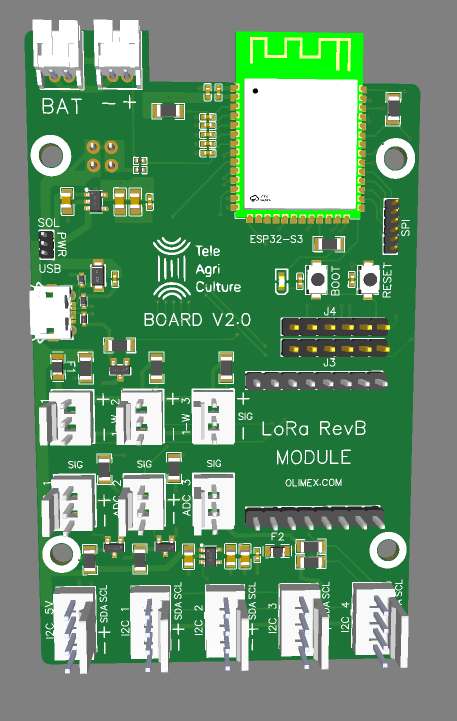 BAT - +
ESP32-S3
SPI
SOL
PWR
USB
Tele
Agri
Culture
BOARD V2.0
BOOT
RESET
J4
J3
F1
1 + -
1-W 2 + -
1-W 3 + -
SIG
LoRa RevB
MODULE
OLIMEX.COM
SIG
SIG
SIG
1 + -
ADC 2 + -
ADC 3 + -
F2
I2C 5V - + SDA SCL
I2C 1 - + SDA SCL
I2C 2 - + SDA SCL
I2C 3 - + SDA SCL
I2C 4 SDA SCL